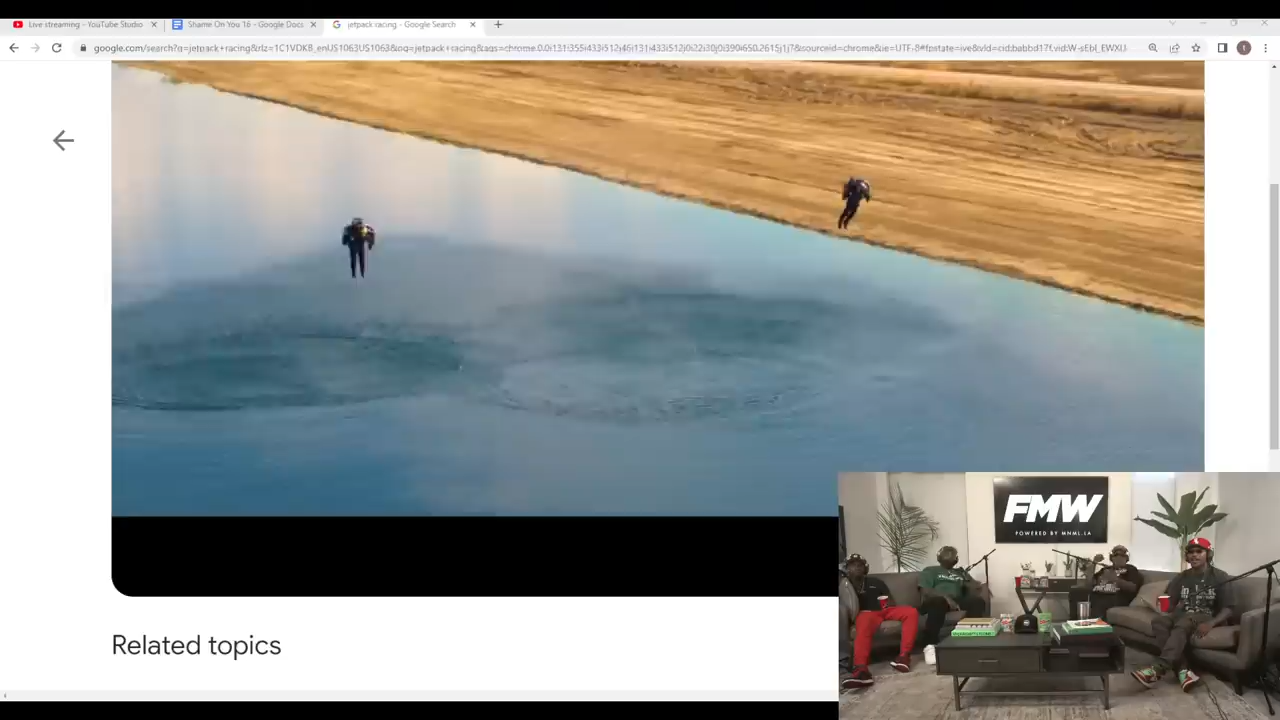 Live streaming - YouTube Studio
Shame On You 16 - Google Docs
jetpack racing - Google Search
Related topics
FMW
POWERED BY MNML.LA